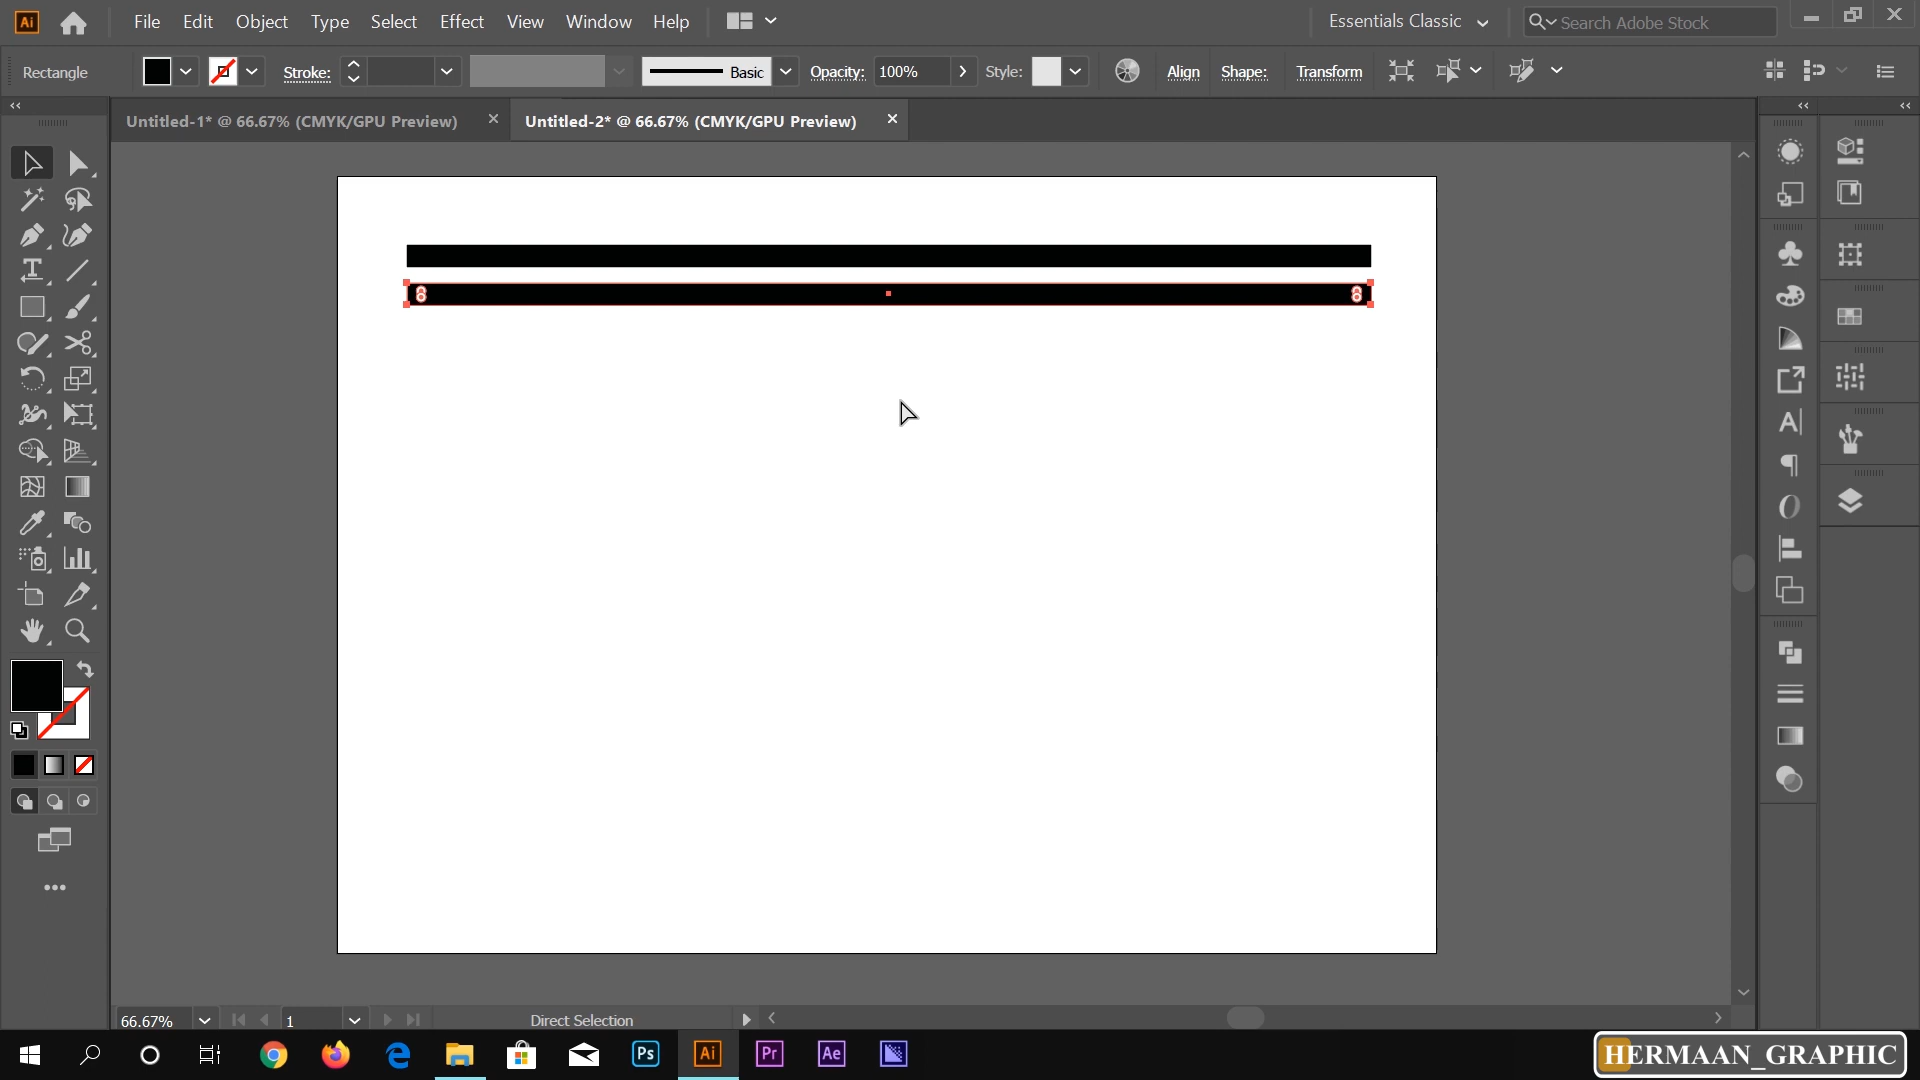 Ai File Edit Object Type Select Effect View Window Help Essentials Classic Search Adobe Stock
Rectangle Stroke: Basic Opacity: 100% Style: Align Shape: Transform
Untitled-1* @ 66.67% (CMYK/GPU Preview) Untitled-2* @ 66.67% (CMYK/GPU Preview)
66.67% 1 Direct Selection
Ps Ai Pr Ae HERMAAN_GRAPHIC